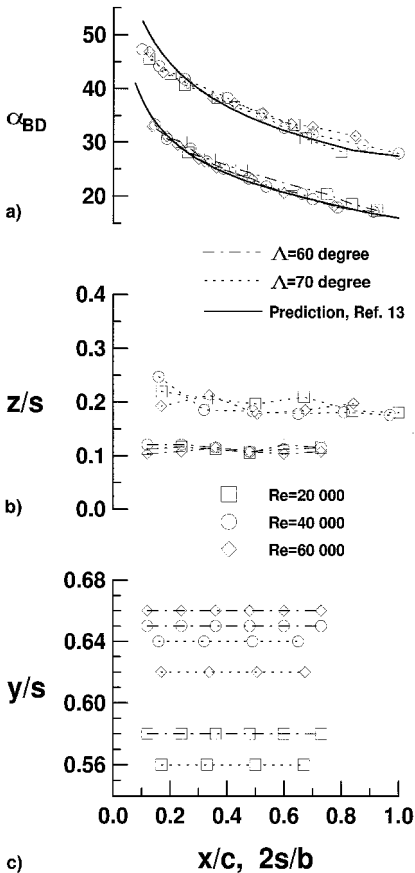 50
40
α_BD
30
20
a)
Λ=60 degree
Λ=70 degree
Prediction, Ref. 13
0.4
0.3
z/s
0.2
0.1
0.0
b)
Re=20 000
Re=40 000
Re=60 000
0.68
0.64
y/s
0.60
0.56
0.0 0.2 0.4 0.6 0.8 1.0
c)
x/c, 2s/b